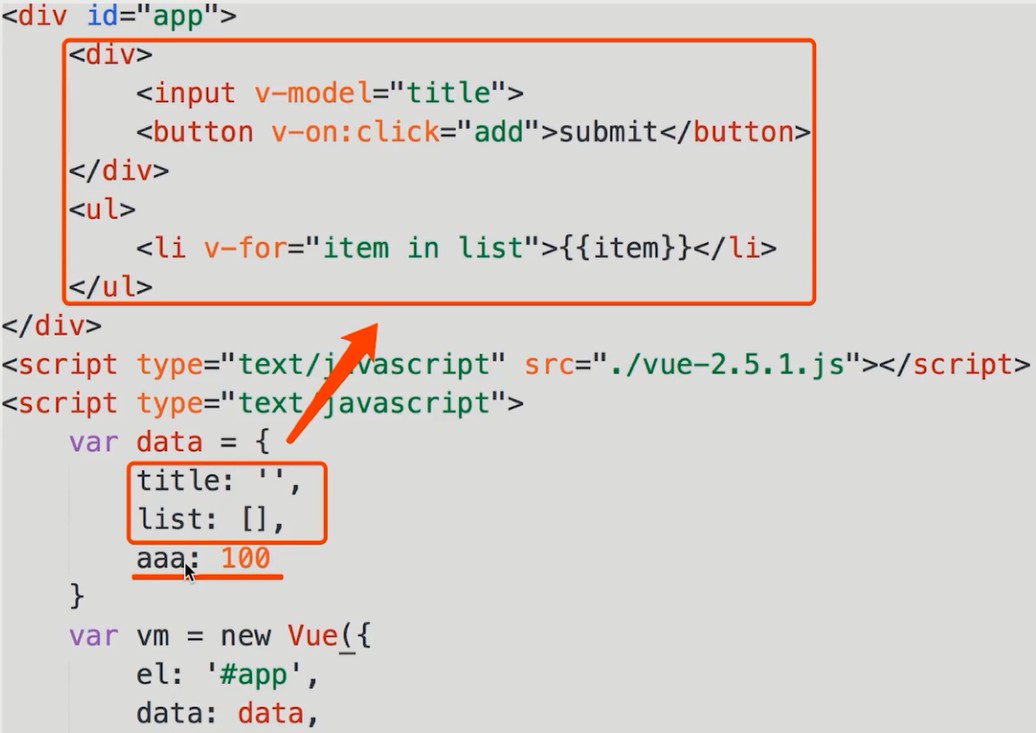 <div id="app">
    <div>
        <input v-model="title">
        <button v-on:click="add">submit</button>
    </div>
    <ul>
        <li v-for="item in list">{{item}}</li>
    </ul>
</div>
<script type="text/javascript" src="./vue-2.5.1.js"></script>
<script type="text/javascript">
    var data = {
        title: '',
        list: [],
        aaa: 100
    }
    var vm = new Vue({
        el: '#app',
        data: data,